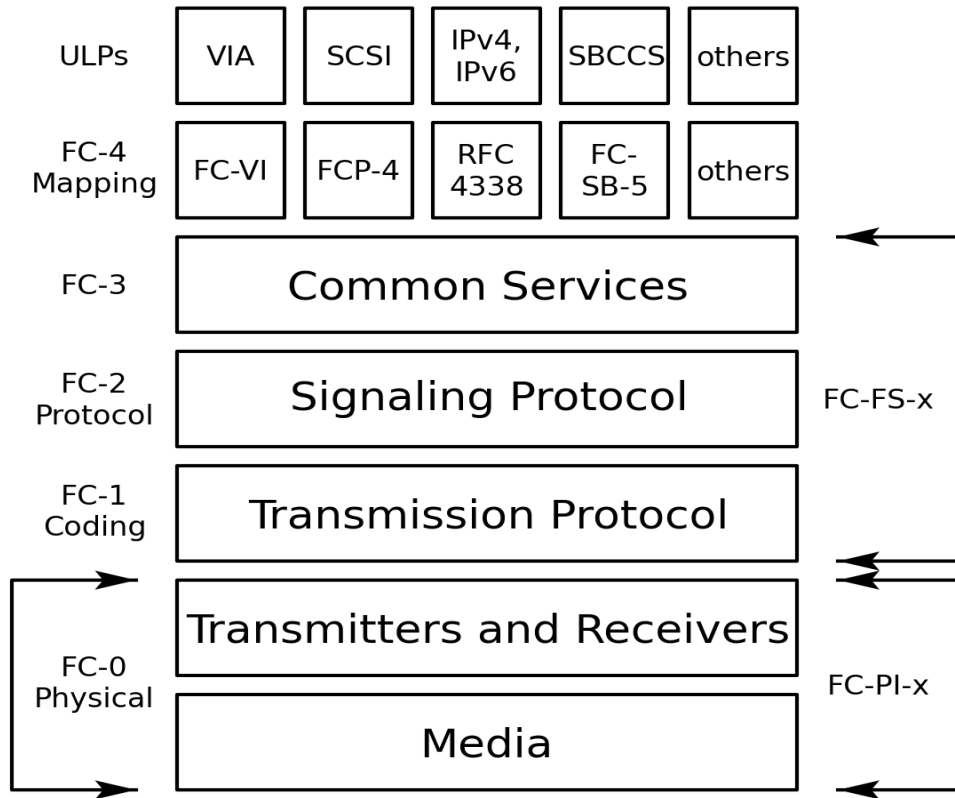 ULPs
VIA
SCSI
IPv4,
IPv6
SBCCS
others
FC-4
Mapping
FC-VI
FCP-4
RFC
4338
FC-
SB-5
others
FC-3
Common Services
FC-2
Protocol
Signaling Protocol
FC-FS-x
FC-1
Coding
Transmission Protocol
Transmitters and Receivers
FC-0
Physical
FC-PI-x
Media